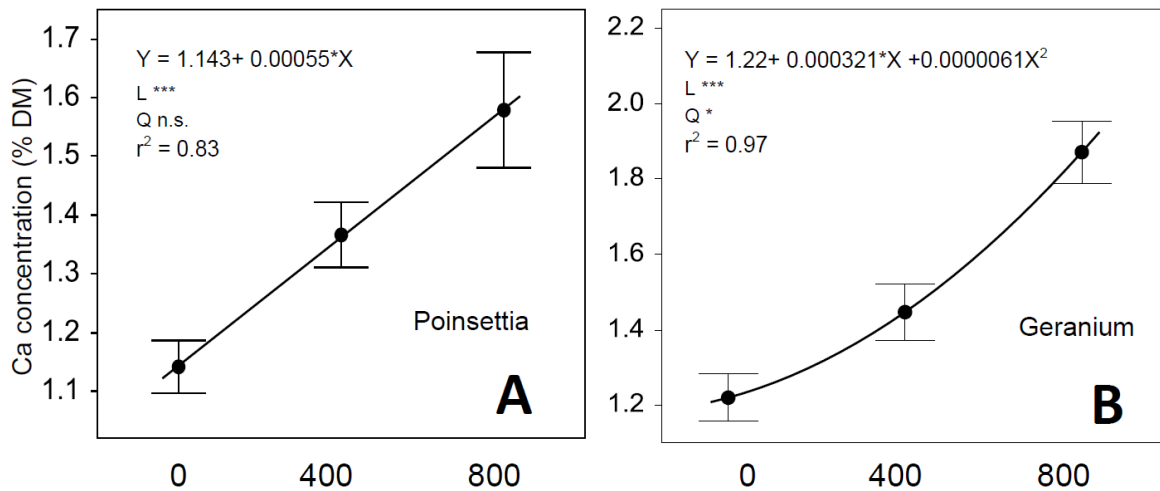 Ca concentration (% DM)
1.7
1.6
1.5
1.4
1.3
1.2
1.1
Y = 1.143+ 0.00055*X
L ***
Q n.s.
r² = 0.83
Poinsettia
A
0 400 800
2.2
2.0
1.8
1.6
1.4
1.2
Y = 1.22+ 0.000321*X +0.0000061X²
L ***
Q *
r² = 0.97
Geranium
B
0 400 800